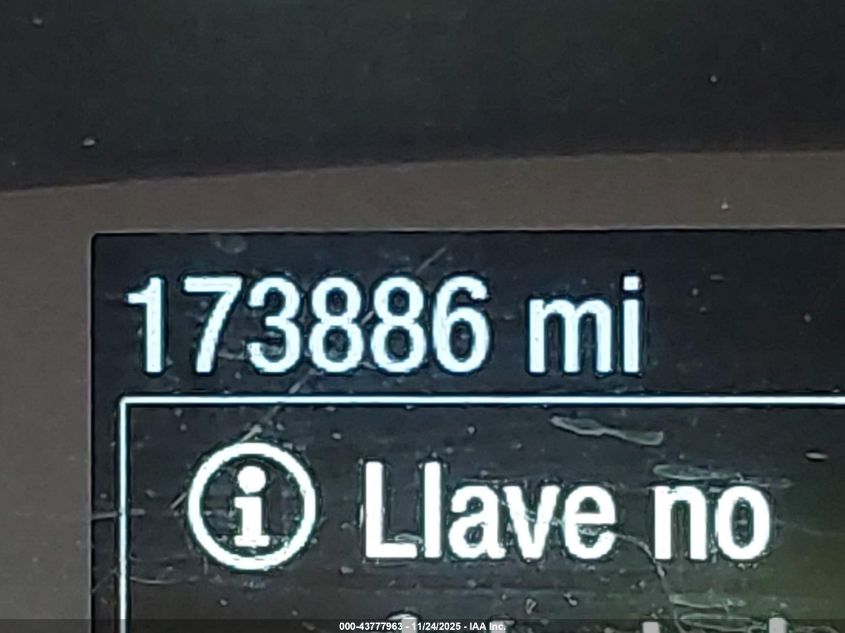 173886 mi
Llave no
000-43777963 - 11/24/2025 - IAA Inc.